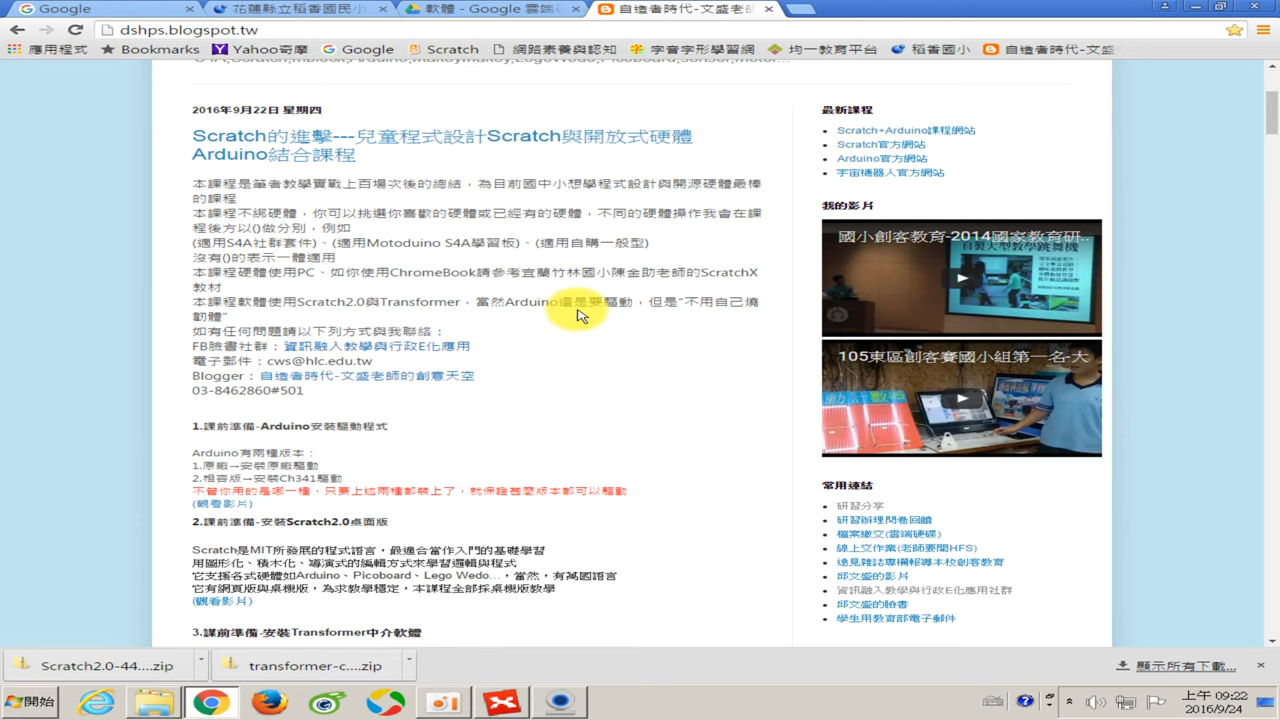 Google
花蓮縣立稻香國民小
軟體 - Google 雲端硬
自造者時代-文盛老師
dshps.blogspot.tw
應用程式
Bookmarks
Yahoo奇摩
Google
Scratch
網路素養與認知
字音字形學習網
均一教育平台
稻香國小
自造者時代-文盛
2016年9月22日 星期四
Scratch的進擊---兒童程式設計Scratch與開放式硬體
Arduino結合課程
本課程是筆者教學實戰上百場次後的總結，為目前國中小想學程式設計與開源硬體最棒
的課程
本課程不綁硬體，你可以挑選你喜歡的硬體或已經有的硬體，不同的硬體操作我會在課
程後方以()做分別，例如
(適用S4A社群套件)、(適用Motoduino S4A學習板)、(適用自購一般型)
沒有()的表示一體適用
本課程硬體使用PC、如你使用ChromeBook請參考宜蘭竹林國小陳金助老師的ScratchX
教材
本課程軟體使用Scratch2.0與Transformer，當然Arduino還是要驅動，但是"不用自己燒
韌體"
如有任何問題請以下列方式與我聯絡：
FB臉書社群：資訊融入教學與行政E化應用
電子郵件：cws@hlc.edu.tw
Blogger：自造者時代-文盛老師的創意天空
03-8462860#501
1.課前準備-Arduino安裝驅動程式
Arduino有兩種版本：
1.原廠→安裝原廠驅動
2.相容版→安裝Ch341驅動
不管你用的是哪一種，只要上述兩種都裝上了，就保證甚麼版本都可以驅動
(觀看影片)
2.課前準備-安裝Scratch2.0桌面版
Scratch是MIT所發展的程式語言，最適合當作入門的基礎學習
用圖形化、積木化、導演式的編輯方式來學習邏輯與程式
它支援各式硬體如Arduino、Picoboard、Lego Wedo...，當然，有萬國語言
它有網頁版與桌機版，為求教學穩定，本課程全部採桌機版教學
(觀看影片)
3.課前準備-安裝Transformer中介軟體
最新課程
Scratch+Arduino課程網站
Scratch官方網站
Arduino官方網站
宇宙機器人官方網站
我的影片
國小創客教育-2014國家教育研...
105東區創客賽國小組第一名-大
常用連結
研習分享
研習辦理問卷回饋
檔案繳交(雲端硬碟)
線上交作業(老師要開HFS)
遠見雜誌專欄報導本校創客教育
邱文盛的影片
資訊融入教學與行政E化應用社群
邱文盛的臉書
學生用教育部電子郵件
Scratch2.0-44....zip
transformer-c....zip
顯示所有下載...
開始
上午 09:22
2016/9/24